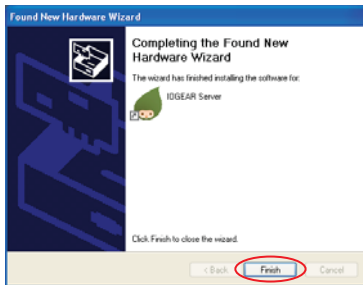 Found New Hardware Wizard
Completing the Found New
Hardware Wizard
The wizard has finished installing the software for:
IOGEAR Server
Click Finish to close the wizard.
< Back
Finish
Cancel